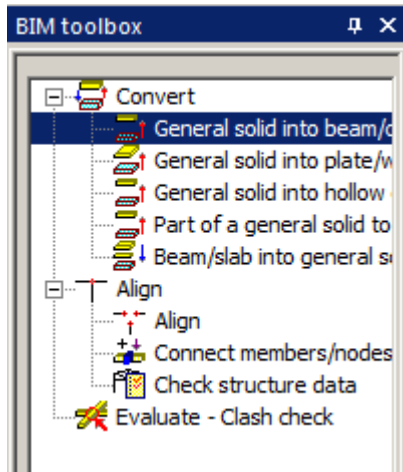 BIM toolbox
Convert
General solid into beam/c
General solid into plate/w
General solid into hollow
Part of a general solid to
Beam/slab into general s
Align
Align
Connect members/nodes
Check structure data
Evaluate - Clash check